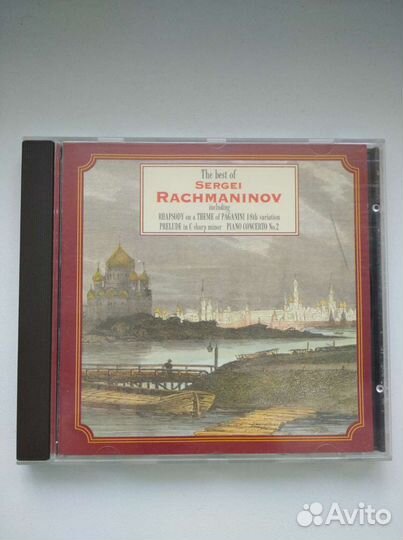 The best of
SERGEI
RACHMANINOV
including
RHAPSODY on a THEME of PAGANINI 18th variation
PRELUDE in C sharp minor PIANO CONCERTO No.2
Avito